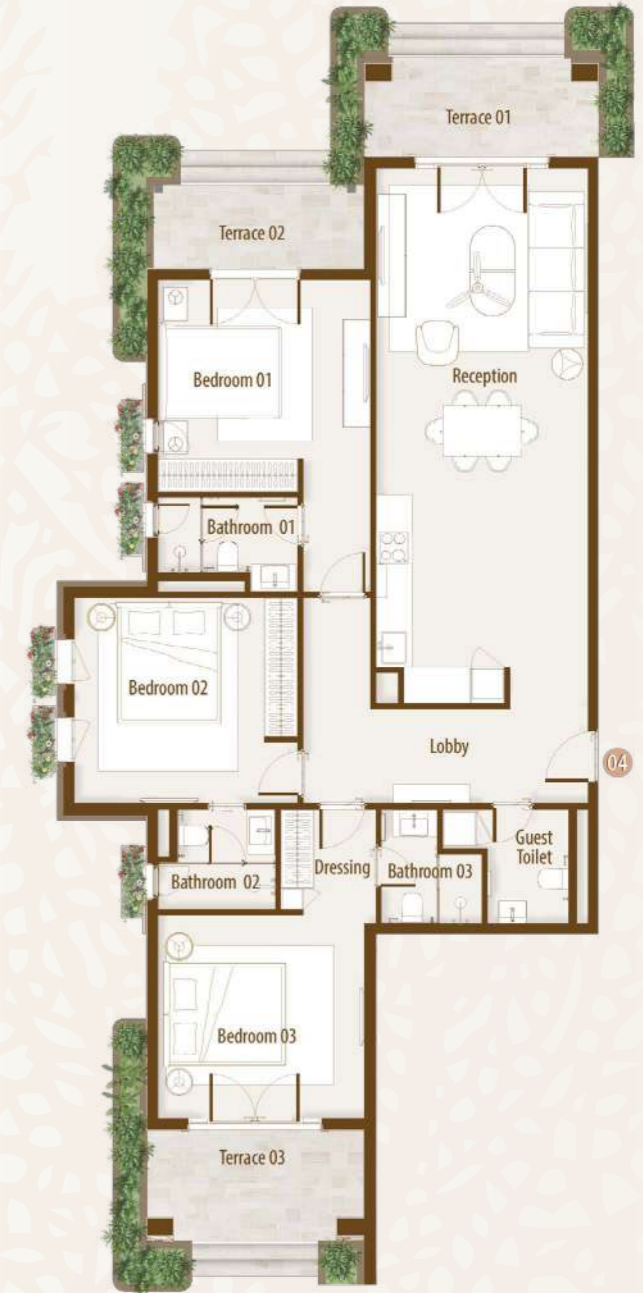 Terrace 01
Terrace 02
Bedroom 01
Reception
Bathroom 01
Bedroom 02
Lobby
04
Guest
Toilet
Dressing
Bathroom 03
Bathroom 02
Bedroom 03
Terrace 03